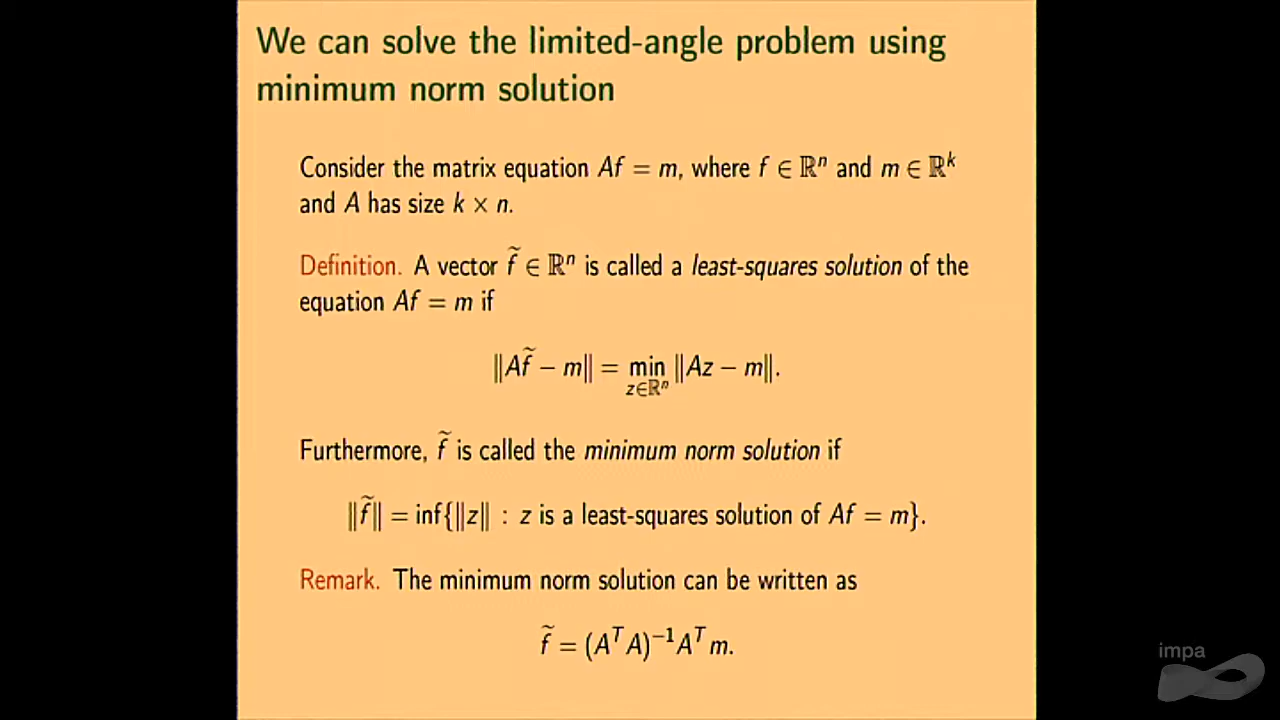 We can solve the limited-angle problem using
minimum norm solution
Consider the matrix equation Af = m, where f ∈ ℝⁿ and m ∈ ℝᵏ
and A has size k × n.
Definition. A vector f̃ ∈ ℝⁿ is called a least-squares solution of the
equation Af = m if
‖Af̃ − m‖ = min_{z∈ℝⁿ} ‖Az − m‖.
Furthermore, f̃ is called the minimum norm solution if
‖f̃‖ = inf{‖z‖ : z is a least-squares solution of Af = m}.
Remark. The minimum norm solution can be written as
f̃ = (AᵀA)⁻¹Aᵀm.
impa